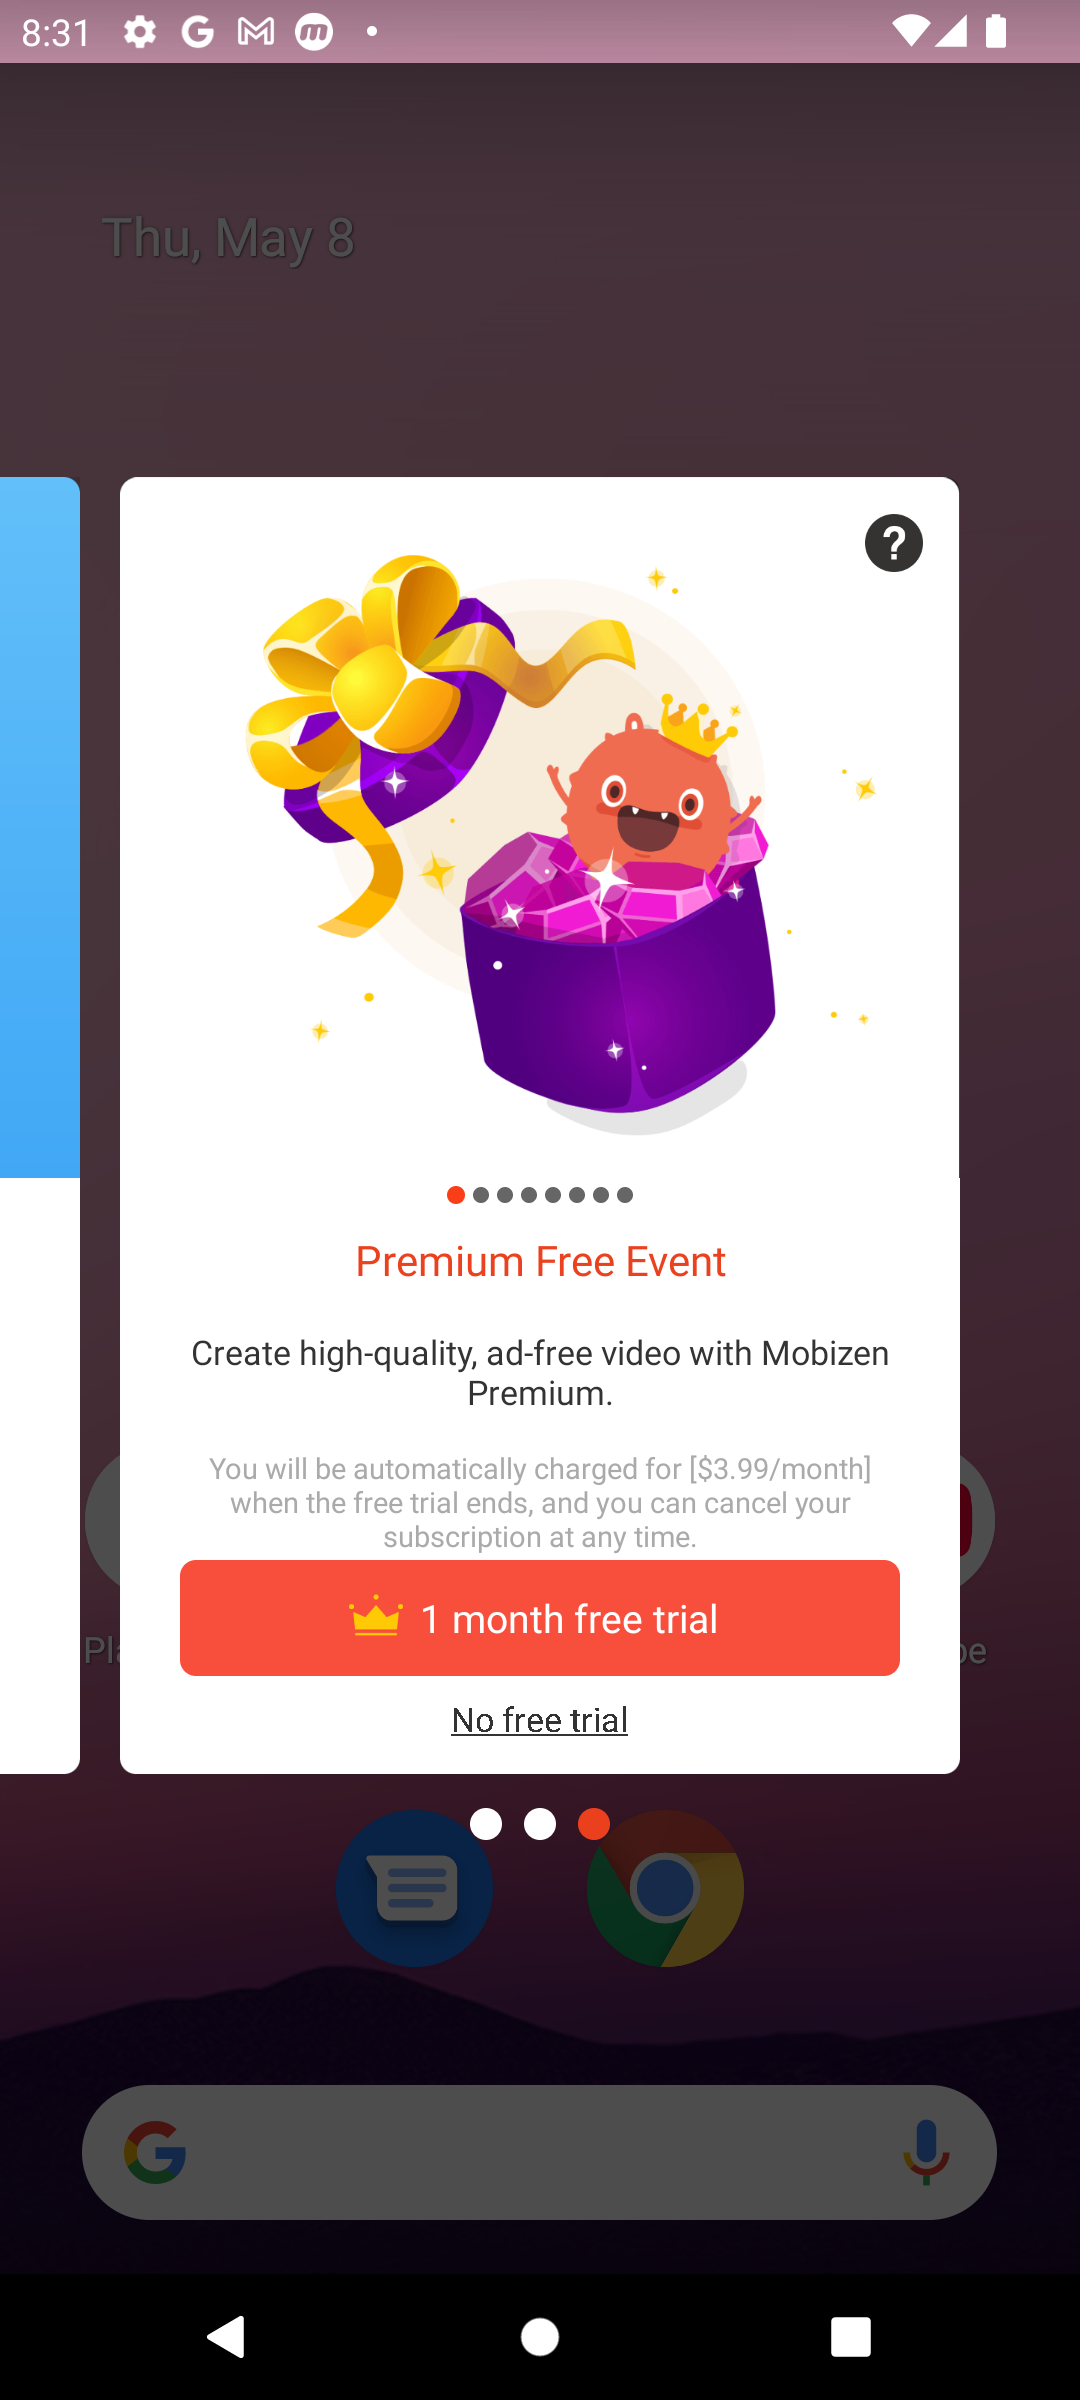 8:31
Thu, May 8
?
Premium Free Event
Create high-quality, ad-free video with Mobizen
Premium.
You will be automatically charged for [$3.99/month]
when the free trial ends, and you can cancel your
subscription at any time.
1 month free trial
No free trial